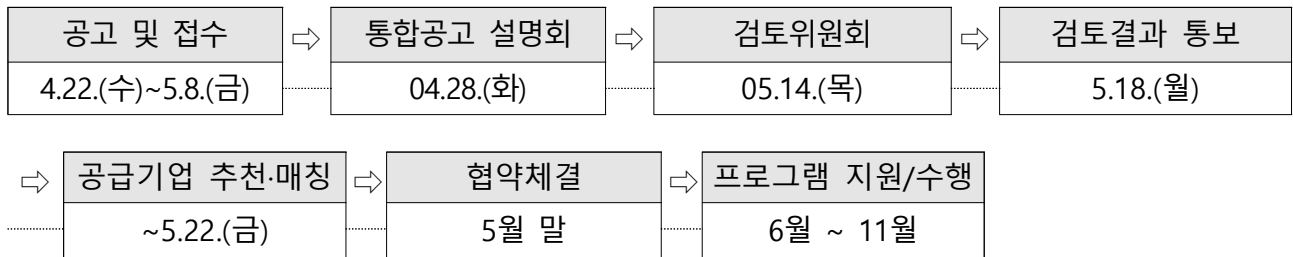 공고 및 접수 ⇨ 통합공고 설명회 ⇨ 검토위원회 ⇨ 검토결과 통보
4.22.(수)~5.8.(금) 04.28.(화) 05.14.(목) 5.18.(월)
⇨ 공급기업 추천·매칭 ⇨ 협약체결 ⇨ 프로그램 지원/수행
~5.22.(금) 5월 말 6월 ~ 11월